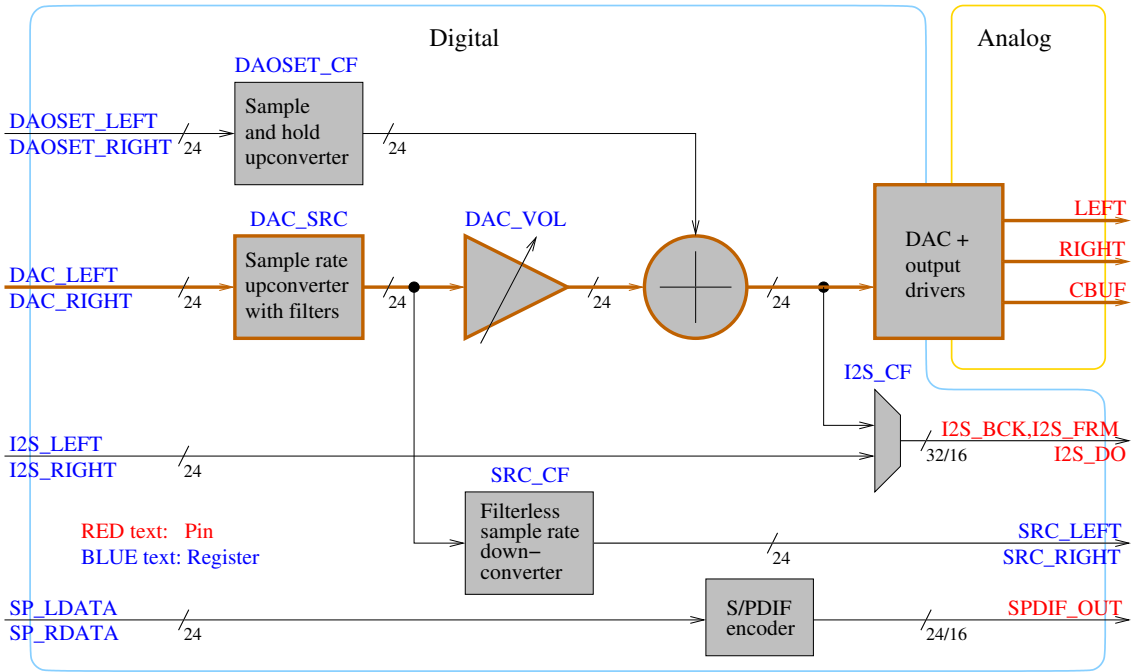 Digital
Analog
DAOSET_CF
DAOSET_LEFT
DAOSET_RIGHT
24
Sample
and hold
upconverter
24
DAC_SRC
DAC_VOL
DAC_LEFT
DAC_RIGHT
24
Sample rate
upconverter
with filters
24
24
24
DAC +
output
drivers
LEFT
RIGHT
CBUF
I2S_CF
I2S_LEFT
I2S_RIGHT
24
32/16
I2S_BCK,I2S_FRM
I2S_DO
SRC_CF
Filterless
sample rate
down-
converter
24
SRC_LEFT
SRC_RIGHT
RED text: Pin
BLUE text: Register
SP_LDATA
SP_RDATA
24
S/PDIF
encoder
24/16
SPDIF_OUT